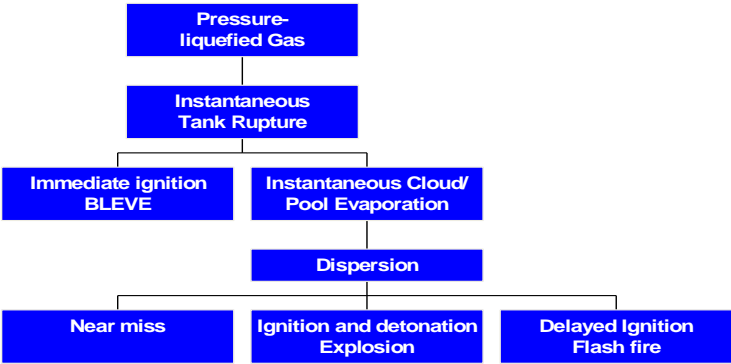 Pressure-
liquefied Gas
Instantaneous
Tank Rupture
Immediate ignition
BLEVE
Instantaneous Cloud/
Pool Evaporation
Dispersion
Near miss
Ignition and detonation
Explosion
Delayed Ignition
Flash fire